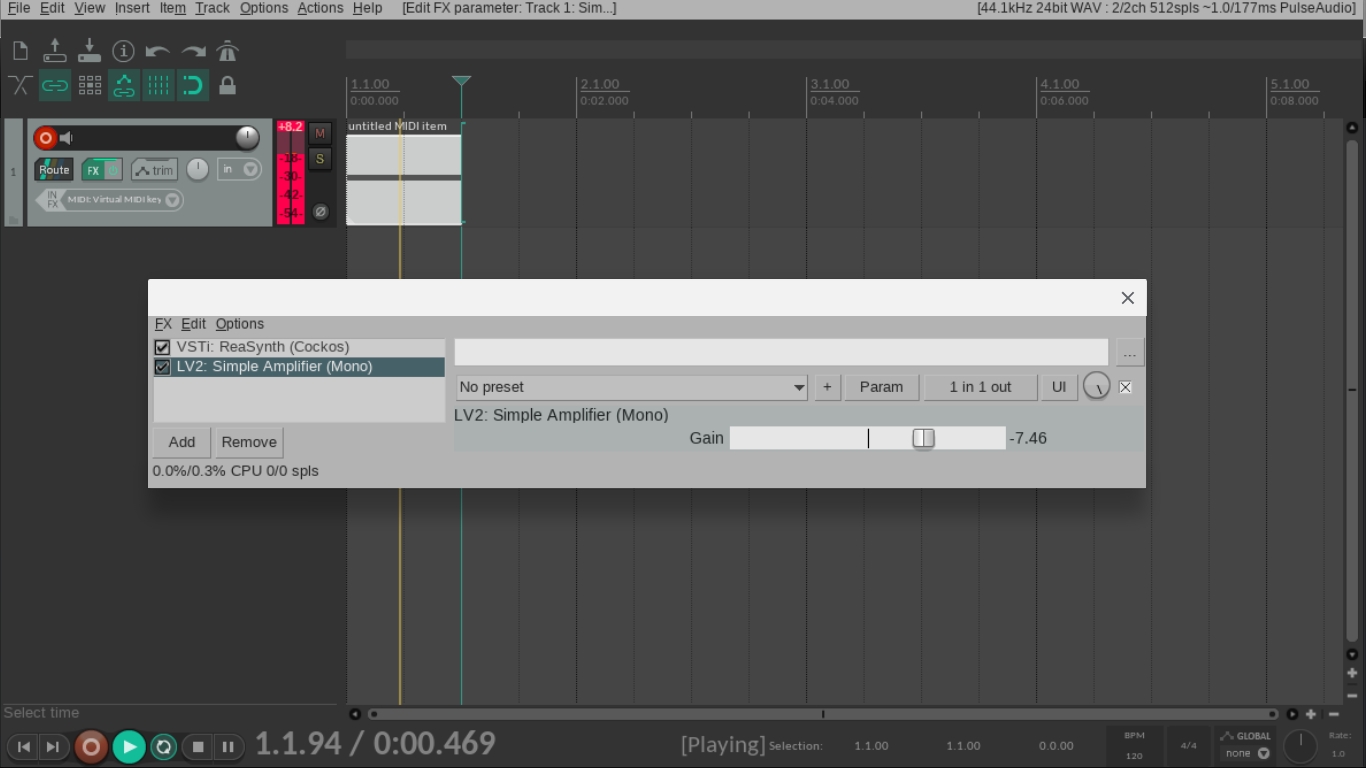 File Edit View Insert Item Track Options Actions Help [Edit FX parameter: Track 1: Sim...] [44.1kHz 24bit WAV : 2/2ch 512spls ~1.0/177ms PulseAudio]
1.1.00 2.1.00 3.1.00 4.1.00 5.1.00
0:00.000 0:02.000 0:04.000 0:06.000 0:08.000
+8.2 M untitled MIDI item
-18- S
1 Route FX trim in -30-
IN FX MIDI: Virtual MIDI key -42-
-54-
FX Edit Options
VSTi: ReaSynth (Cockos)
LV2: Simple Amplifier (Mono) ...
No preset + Param 1 in 1 out UI
LV2: Simple Amplifier (Mono)
Add Remove Gain -7.46
0.0%/0.3% CPU 0/0 spls
Select time
1.1.94 / 0:00.469 [Playing] Selection: 1.1.00 1.1.00 0.0.00 BPM 120 4/4 GLOBAL none Rate: 1.0